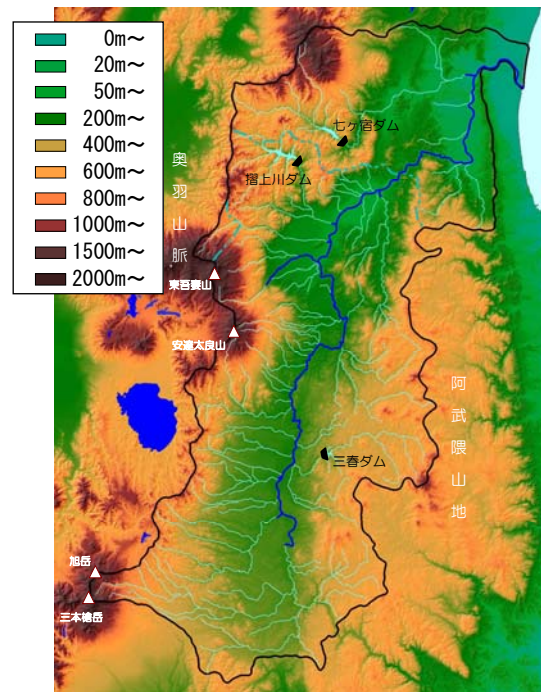 0m～
20m～
50m～
200m～
400m～
600m～
800m～
1000m～
1500m～
2000m～
七ヶ宿ダム
摺上川ダム
奥羽山脈
東吾妻山
安達太良山
阿武隈山地
三春ダム
旭岳
三本槍岳